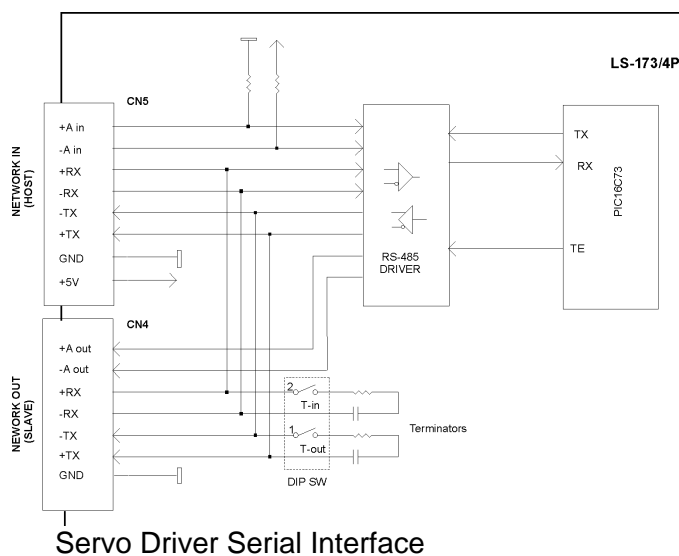 LS-173/4P
CN5
NETWORK IN
(HOST)
+A in
-A in
+RX
-RX
-TX
+TX
GND
+5V
RS-485
DRIVER
TX
RX
TE
PIC16C73
CN4
NEWORK OUT
(SLAVE)
+A out
-A out
+RX
-RX
-TX
+TX
GND
2
T-in
1
T-out
DIP SW
Terminators
Servo Driver Serial Interface